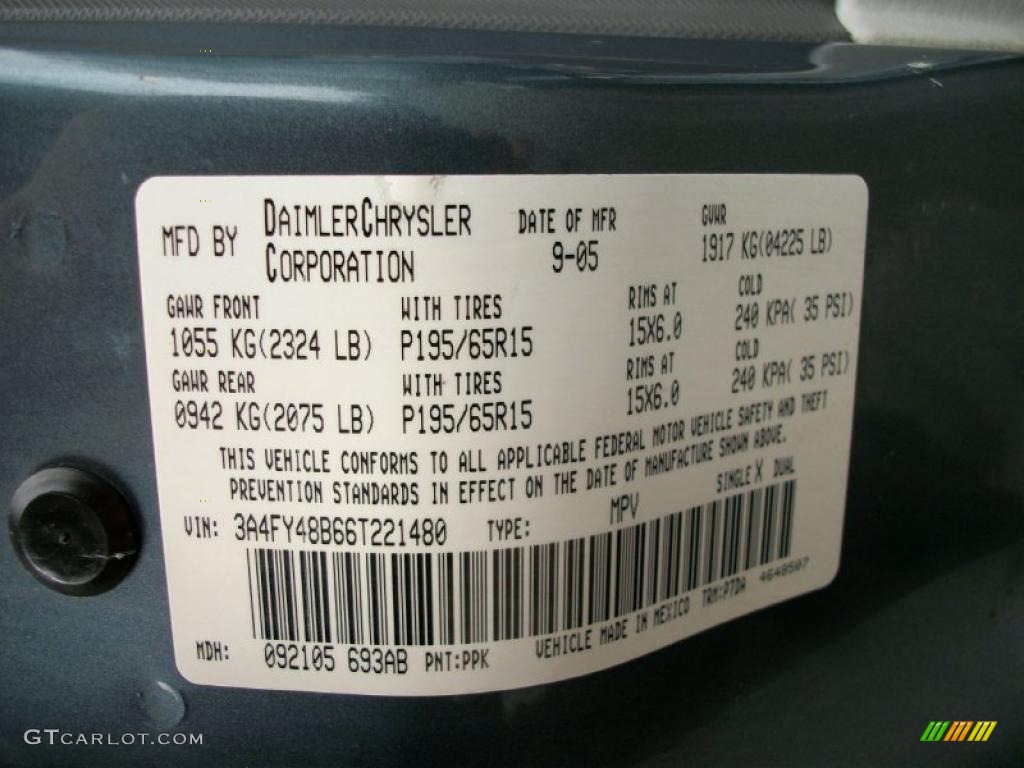 MFD BY DAIMLERCHRYSLER CORPORATION
DATE OF MFR 9-05
GVWR 1917 KG(04225 LB)
GAWR FRONT WITH TIRES RIMS AT COLD
1055 KG(2324 LB) P195/65R15 15X6.0 240 KPA( 35 PSI)
GAWR REAR WITH TIRES RIMS AT COLD
0942 KG(2075 LB) P195/65R15 15X6.0 240 KPA( 35 PSI)
THIS VEHICLE CONFORMS TO ALL APPLICABLE FEDERAL MOTOR VEHICLE SAFETY AND THEFT
PREVENTION STANDARDS IN EFFECT ON THE DATE OF MANUFACTURE SHOWN ABOVE.
VIN: 3A4FY48B66T221480 TYPE: MPV SINGLE X DUAL
MDH: 092105 693AB PNT:PPK VEHICLE MADE IN MEXICO TRM:P7DA 4648507
GTCARLOT.COM